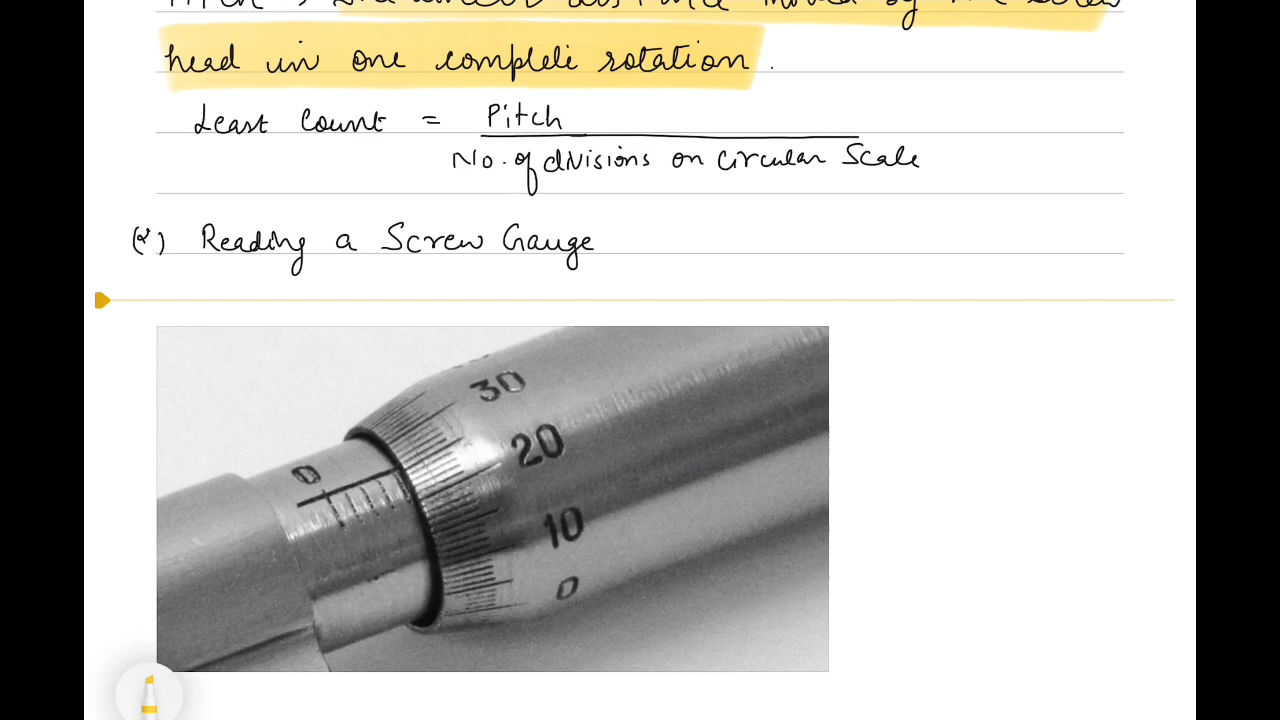 head in one complete rotation.
Least Count = Pitch
No. of divisions on circular Scale
(२) Reading a Screw Gauge
30
0
20
10
0